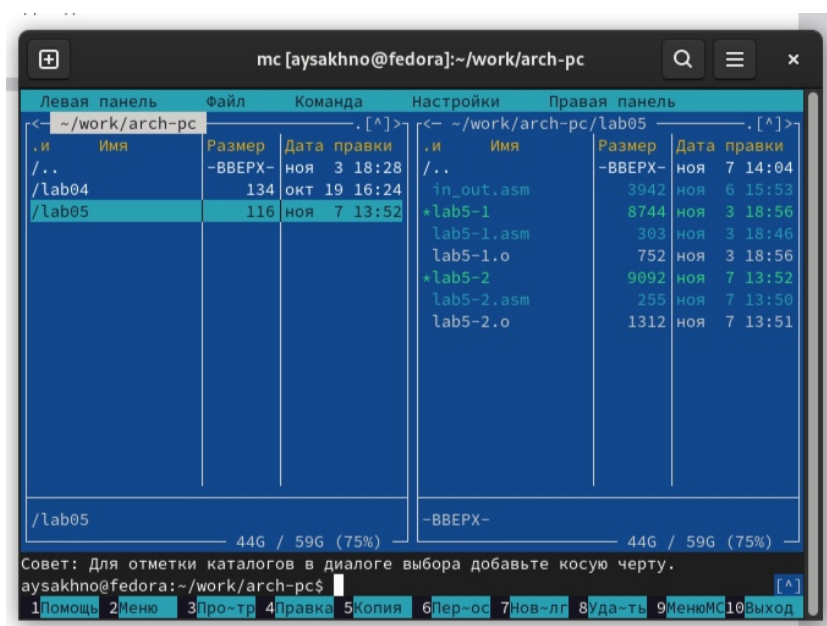 mc [aysakhno@fedora]:~/work/arch-pc
Левая панель Файл Команда Настройки Правая панель
<— ~/work/arch-pc .[^]> <— ~/work/arch-pc/lab05 .[^]>
.и Имя Размер Дата правки .и Имя Размер Дата правки
/.. -ВВЕРХ- ноя 3 18:28 /.. -ВВЕРХ- ноя 7 14:04
/lab04 134 окт 19 16:24 in_out.asm 3942 ноя 6 15:53
/lab05 116 ноя 7 13:52 *lab5-1 8744 ноя 3 18:56
lab5-1.asm 303 ноя 3 18:46
lab5-1.o 752 ноя 3 18:56
*lab5-2 9092 ноя 7 13:52
lab5-2.asm 255 ноя 7 13:50
lab5-2.o 1312 ноя 7 13:51
/lab05 -ВВЕРХ-
44G / 59G (75%) 44G / 59G (75%)
Совет: Для отметки каталогов в диалоге выбора добавьте косую черту.
aysakhno@fedora:~/work/arch-pc$ [^]
1Помощь 2Меню 3Про~тр 4Правка 5Копия 6Пер~ос 7Нов~лг 8Уда~ть 9МенюMC 10Выход